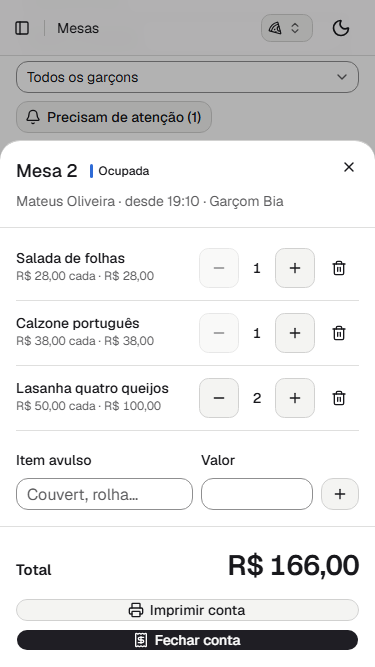 Mesas
Todos os garçons
Precisam de atenção (1)
Mesa 2
Ocupada
Mateus Oliveira · desde 19:10 · Garçom Bia
Salada de folhas
R$ 28,00 cada · R$ 28,00
1
Calzone português
R$ 38,00 cada · R$ 38,00
1
Lasanha quatro queijos
R$ 50,00 cada · R$ 100,00
2
Item avulso
Valor
Couvert, rolha...
Total
R$ 166,00
Imprimir conta
Fechar conta